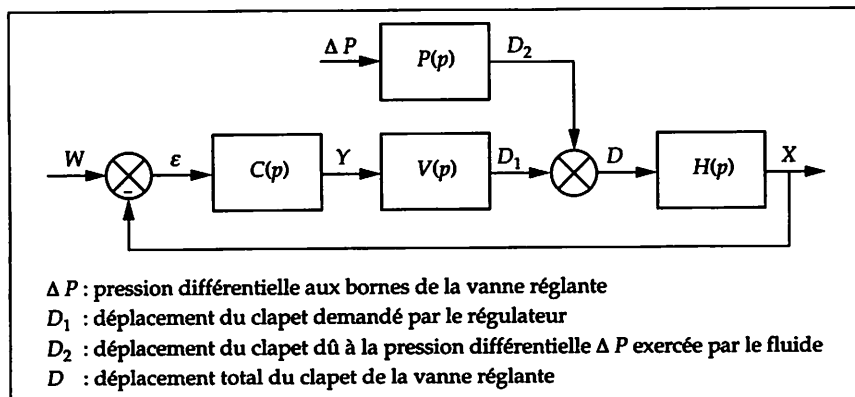 Δ P
P(p)
D₂
W
ε
C(p)
Y
V(p)
D₁
D
H(p)
X
-
Δ P : pression différentielle aux bornes de la vanne réglante
D₁ : déplacement du clapet demandé par le régulateur
D₂ : déplacement du clapet dû à la pression différentielle Δ P exercée par le fluide
D : déplacement total du clapet de la vanne réglante